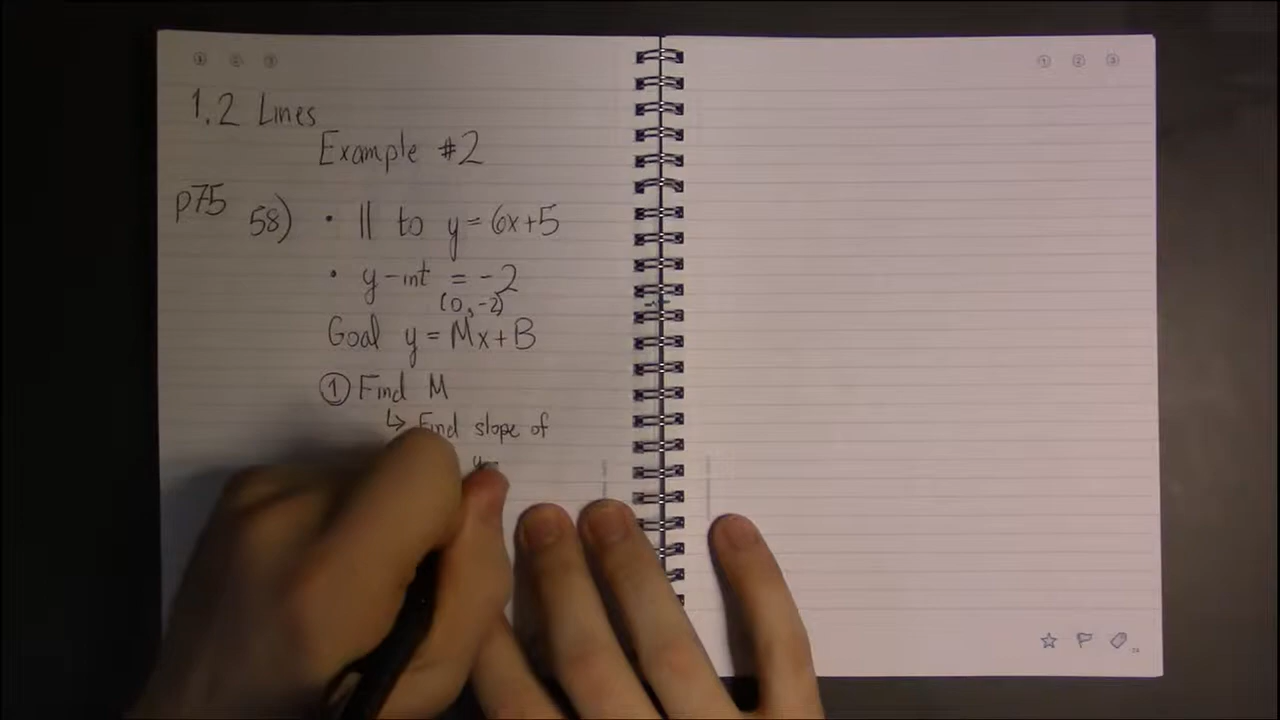 1.2 Lines
Example #2
p75 58) • || to y = 6x+5
• y-int = -2
(0, -2)
Goal y = Mx+B
① Find M
↳ Find slope of
y